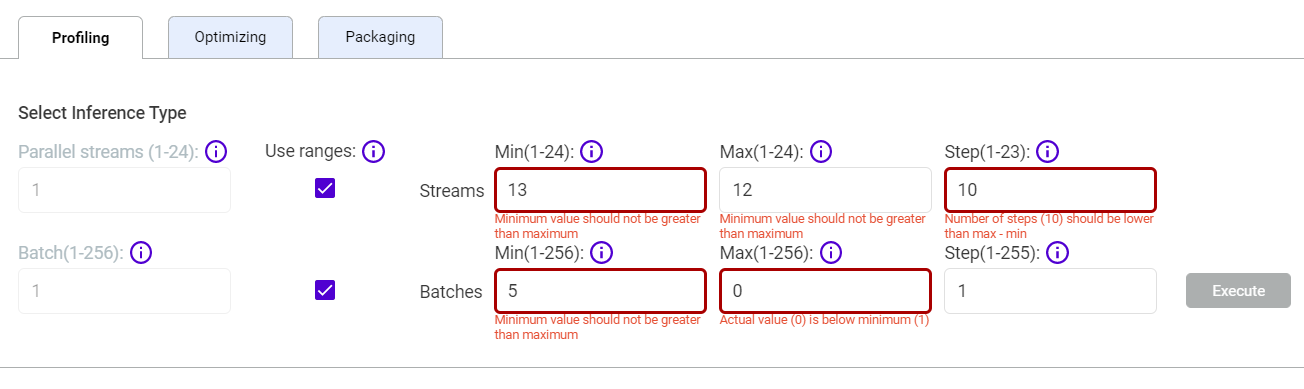 Profiling
Optimizing
Packaging
Select Inference Type
Parallel streams (1-24):
Use ranges:
Min(1-24):
Max(1-24):
Step(1-23):
1
Streams
13
12
10
Minimum value should not be greater
than maximum
Minimum value should not be greater
than maximum
Number of steps (10) should be lower
than max - min
Batch(1-256):
Min(1-256):
Max(1-256):
Step(1-255):
1
Batches
5
0
1
Execute
Minimum value should not be greater
than maximum
Actual value (0) is below minimum (1)